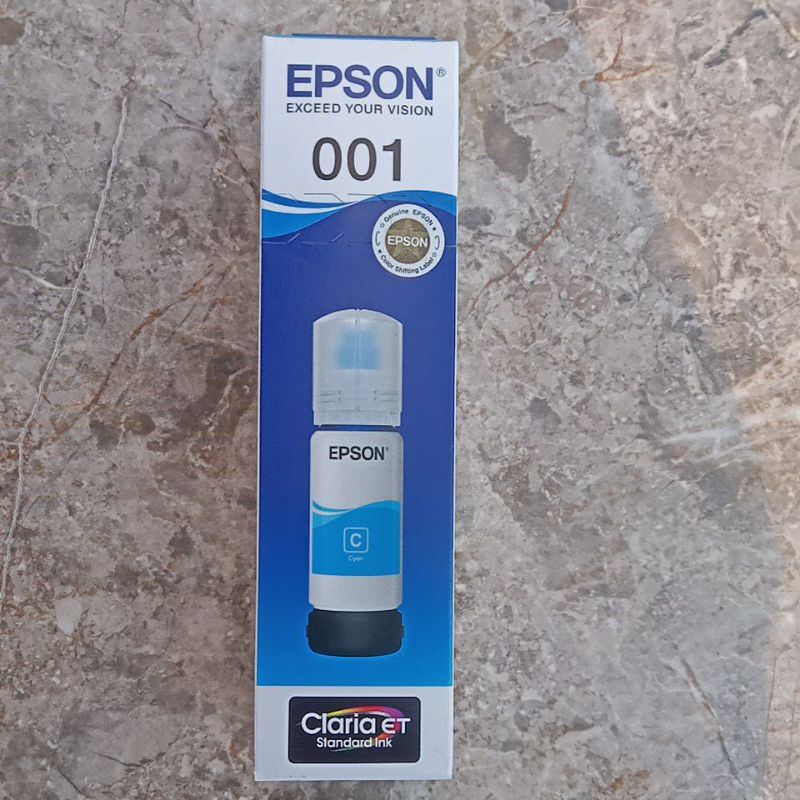 EPSON®
EXCEED YOUR VISION
001
☆ Genuine EPSON ★
EPSON
★ Color Shifting Label ☆
EPSON®
C
Cyan
Claria ET
Standard Ink